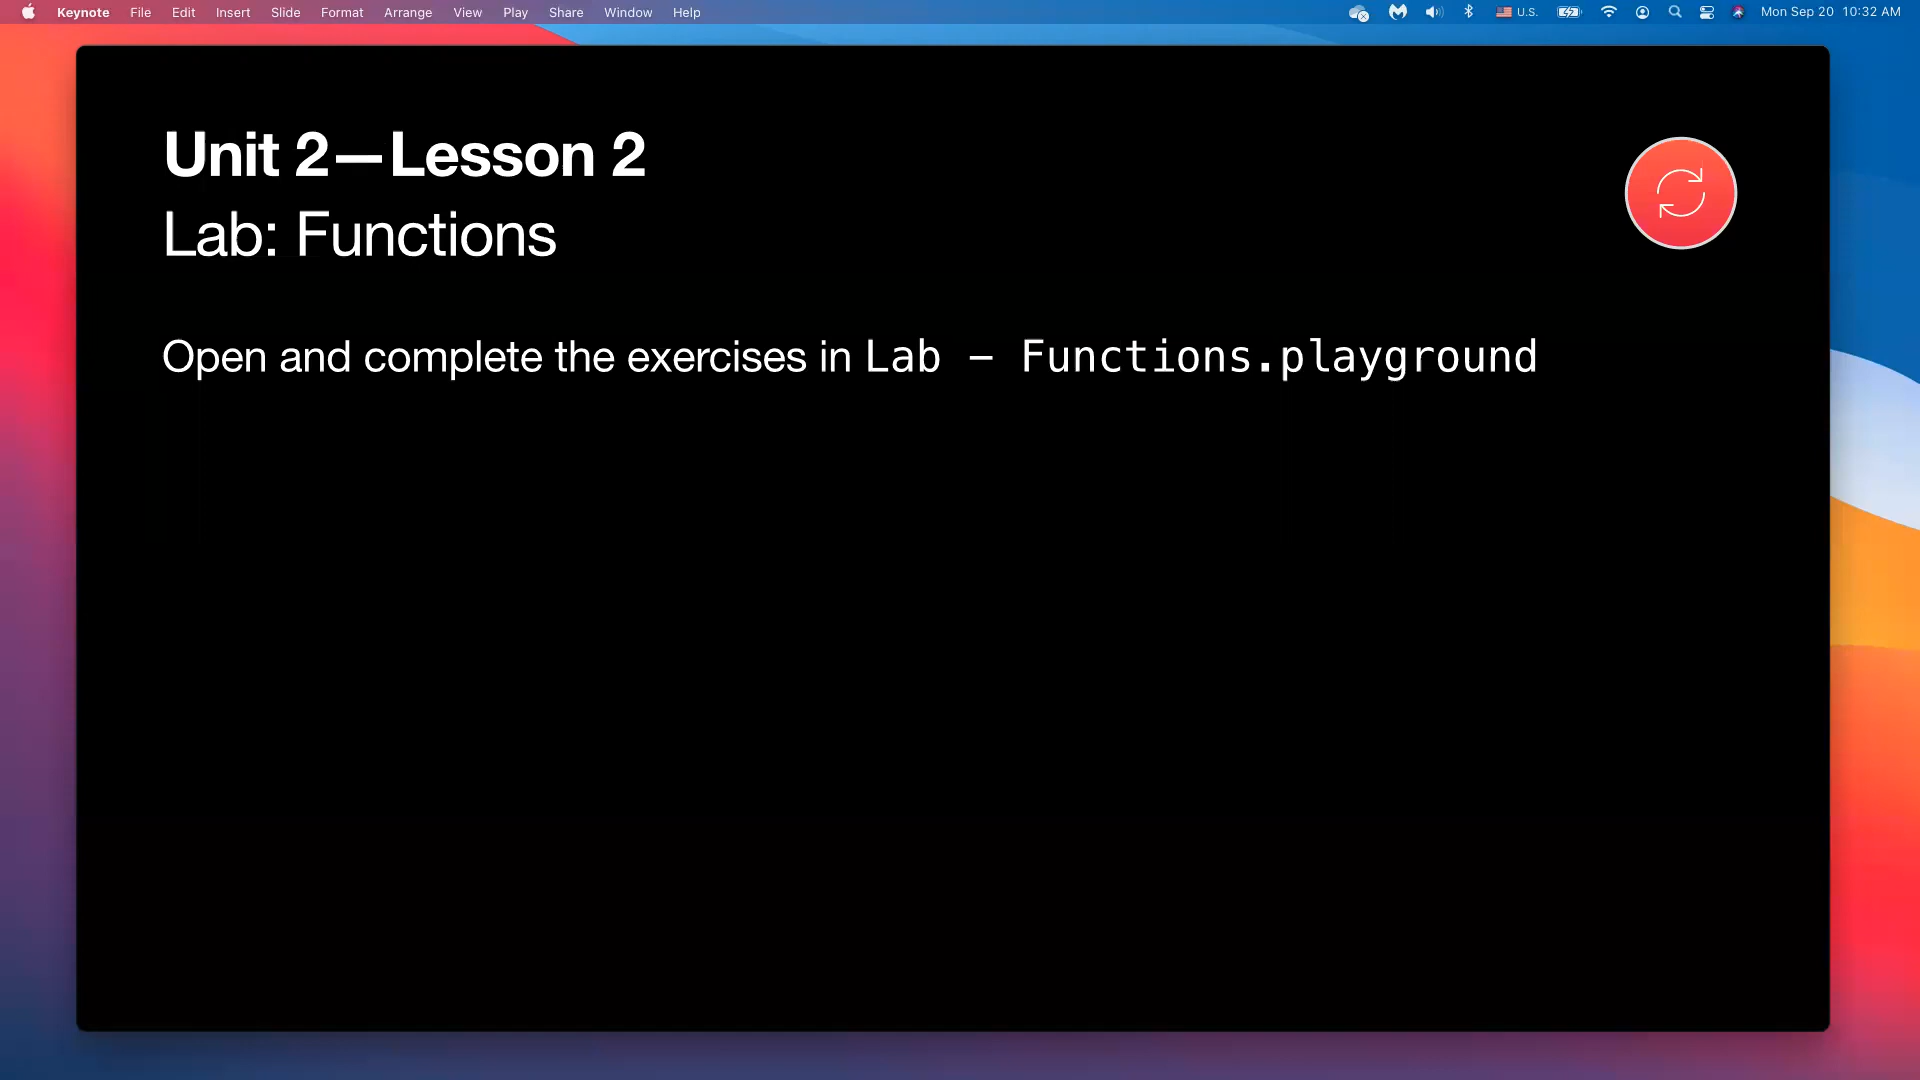 Keynote File Edit Insert Slide Format Arrange View Play Share Window Help U.S. Mon Sep 20 10:32 AM
Unit 2—Lesson 2
Lab: Functions
Open and complete the exercises in Lab - Functions.playground